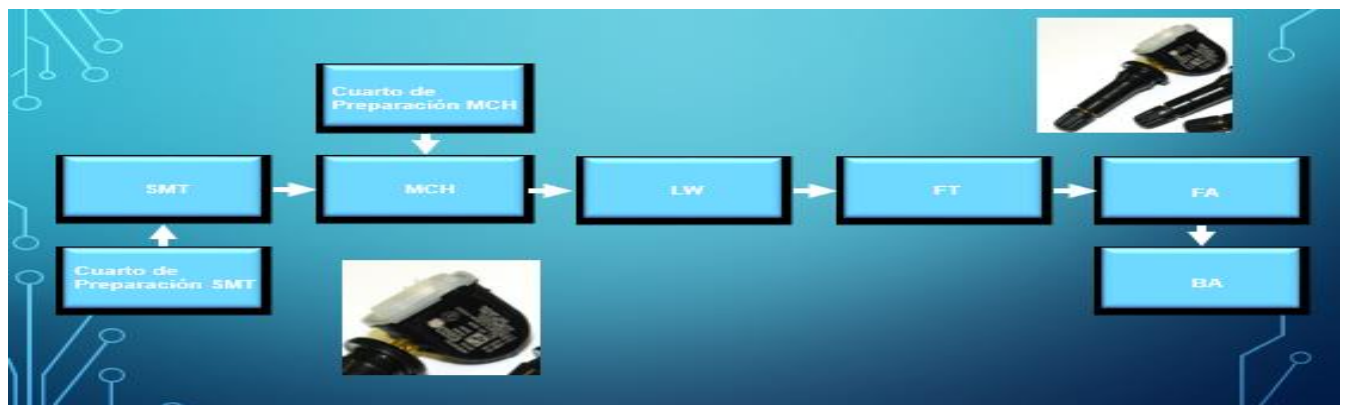 Cuarto de
Preparación MCH
SMT
MCH
LW
FT
FA
Cuarto de
Preparación SMT
BA